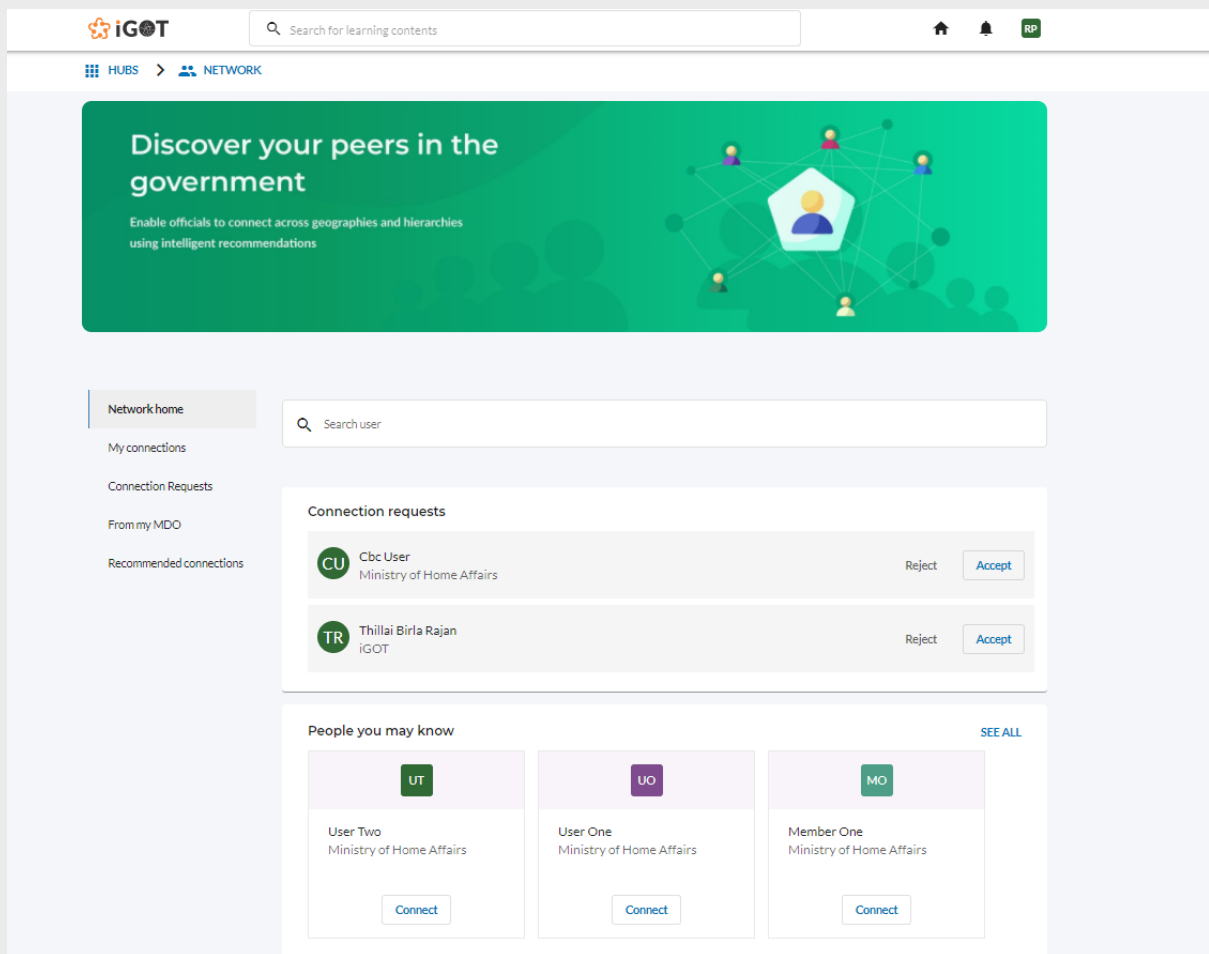 iGOT
Search for learning contents
RP
HUBS
NETWORK
Discover your peers in the
government
Enable officials to connect across geographies and hierarchies
using intelligent recommendations
Network home
My connections
Connection Requests
From my MDO
Recommended connections
Search user
Connection requests
CU
Cbc User
Ministry of Home Affairs
Reject
Accept
TR
Thillai Birla Rajan
iGOT
Reject
Accept
People you may know
SEE ALL
UT
User Two
Ministry of Home Affairs
Connect
UO
User One
Ministry of Home Affairs
Connect
MO
Member One
Ministry of Home Affairs
Connect